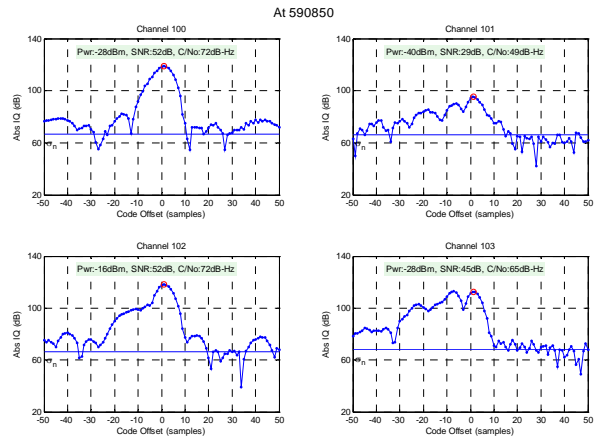 At 590850
Channel 100
Pwr:-28dBm, SNR:52dB, C/No:72dB-Hz
Abs IQ (dB)
140
100
60
20
σn
-50 -40 -30 -20 -10 0 10 20 30 40 50
Code Offset (samples)
Channel 101
Pwr:-40dBm, SNR:29dB, C/No:49dB-Hz
Abs IQ (dB)
140
100
60
20
σn
-50 -40 -30 -20 -10 0 10 20 30 40 50
Code Offset (samples)
Channel 102
Pwr:-16dBm, SNR:52dB, C/No:72dB-Hz
Abs IQ (dB)
140
100
60
20
σn
-50 -40 -30 -20 -10 0 10 20 30 40 50
Code Offset (samples)
Channel 103
Pwr:-28dBm, SNR:45dB, C/No:65dB-Hz
Abs IQ (dB)
140
100
60
20
σn
-50 -40 -30 -20 -10 0 10 20 30 40 50
Code Offset (samples)